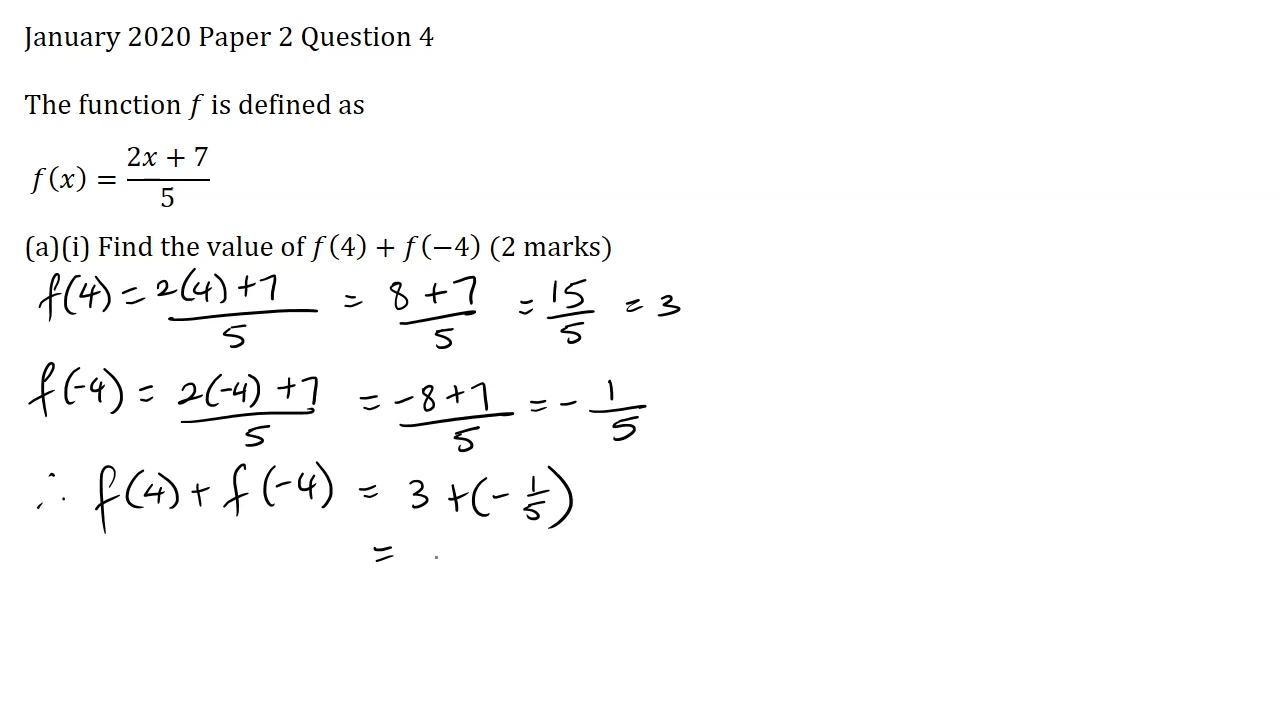 January 2020 Paper 2 Question 4
The function f is defined as
f(x) = (2x + 7)/5
(a)(i) Find the value of f(4) + f(−4) (2 marks)
f(4) = (2(4) + 7)/5 = (8 + 7)/5 = 15/5 = 3
f(-4) = (2(-4) + 7)/5 = (-8 + 7)/5 = - 1/5
∴ f(4) + f(-4) = 3 + (- 1/5)
=